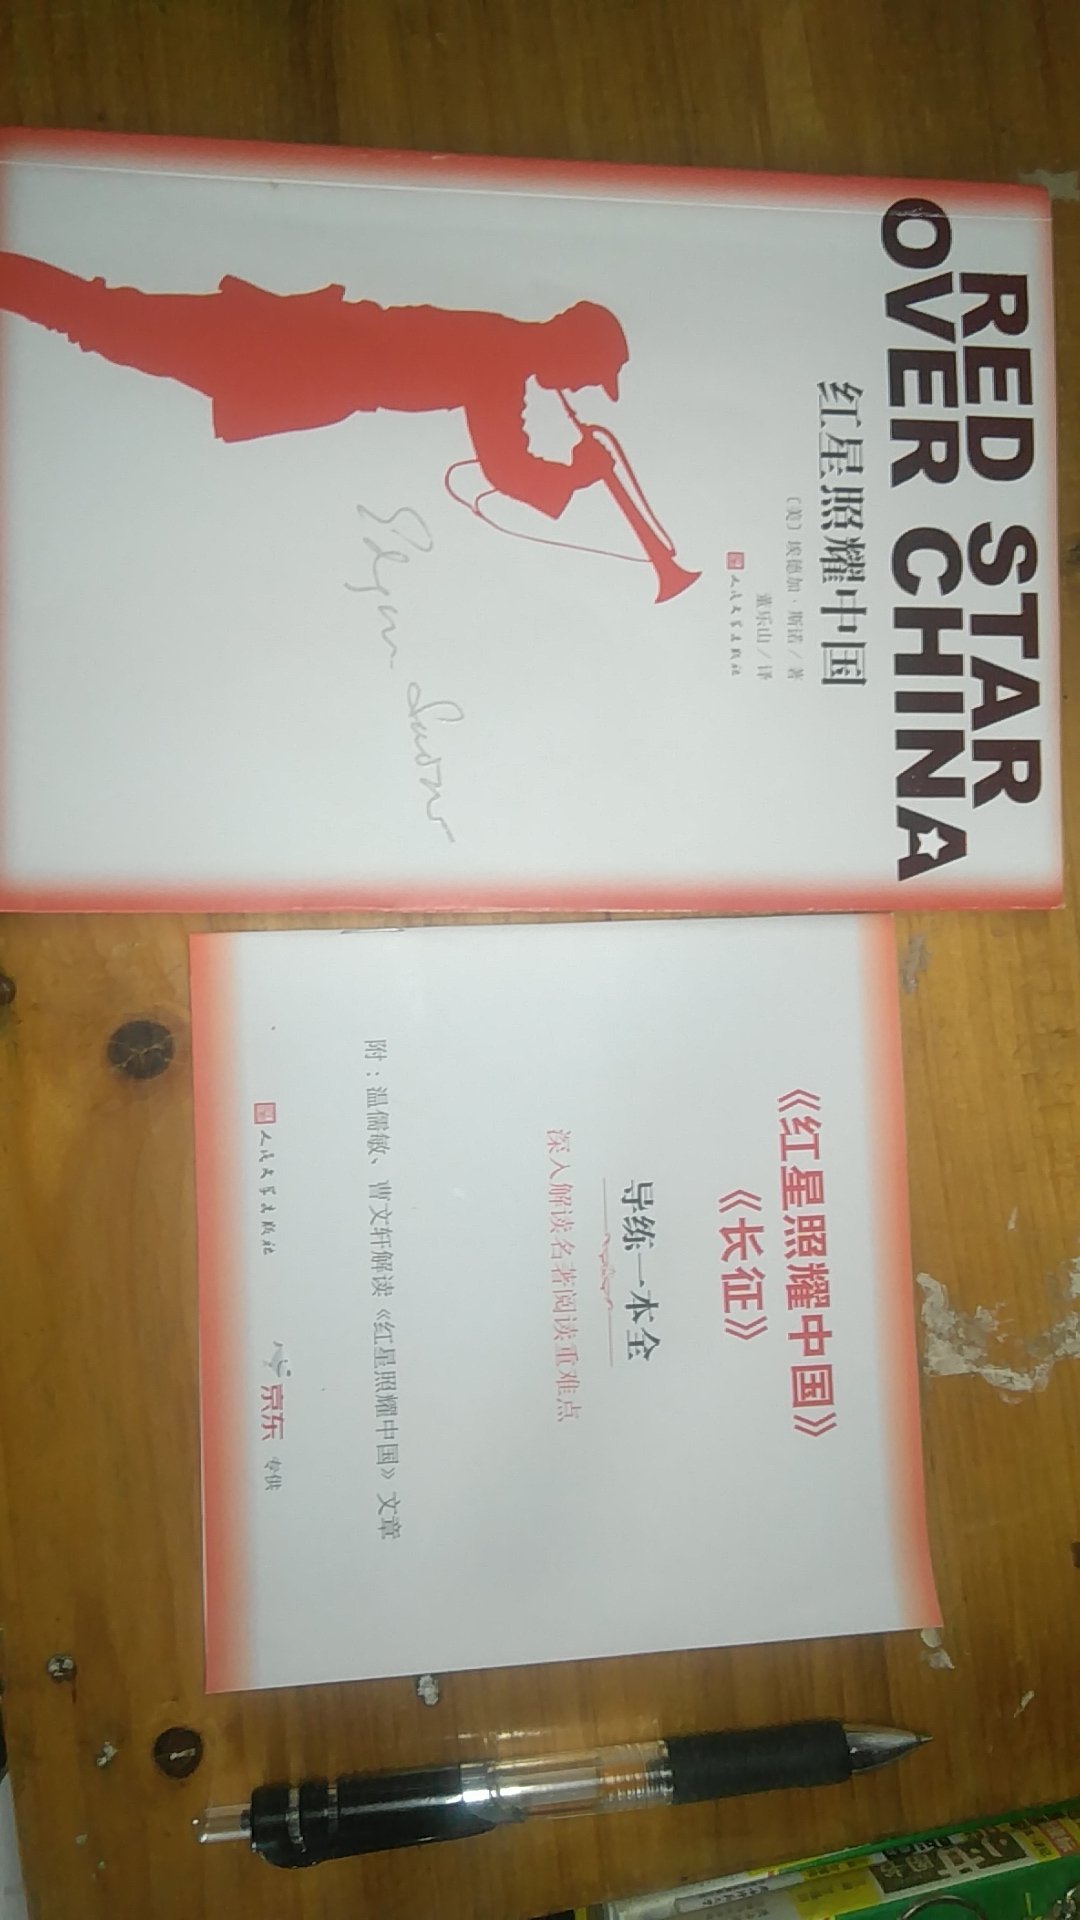 RED STAR
OVER CHINA
红星照耀中国
〔美〕埃德加·斯诺／著
董乐山／译
人民文学出版社
Edgar Snow
《红星照耀中国》
《长征》
导练一本全
深入解读名著阅读重难点
附：温儒敏、曹文轩解读《红星照耀中国》文章
人民文学出版社
京东 专供